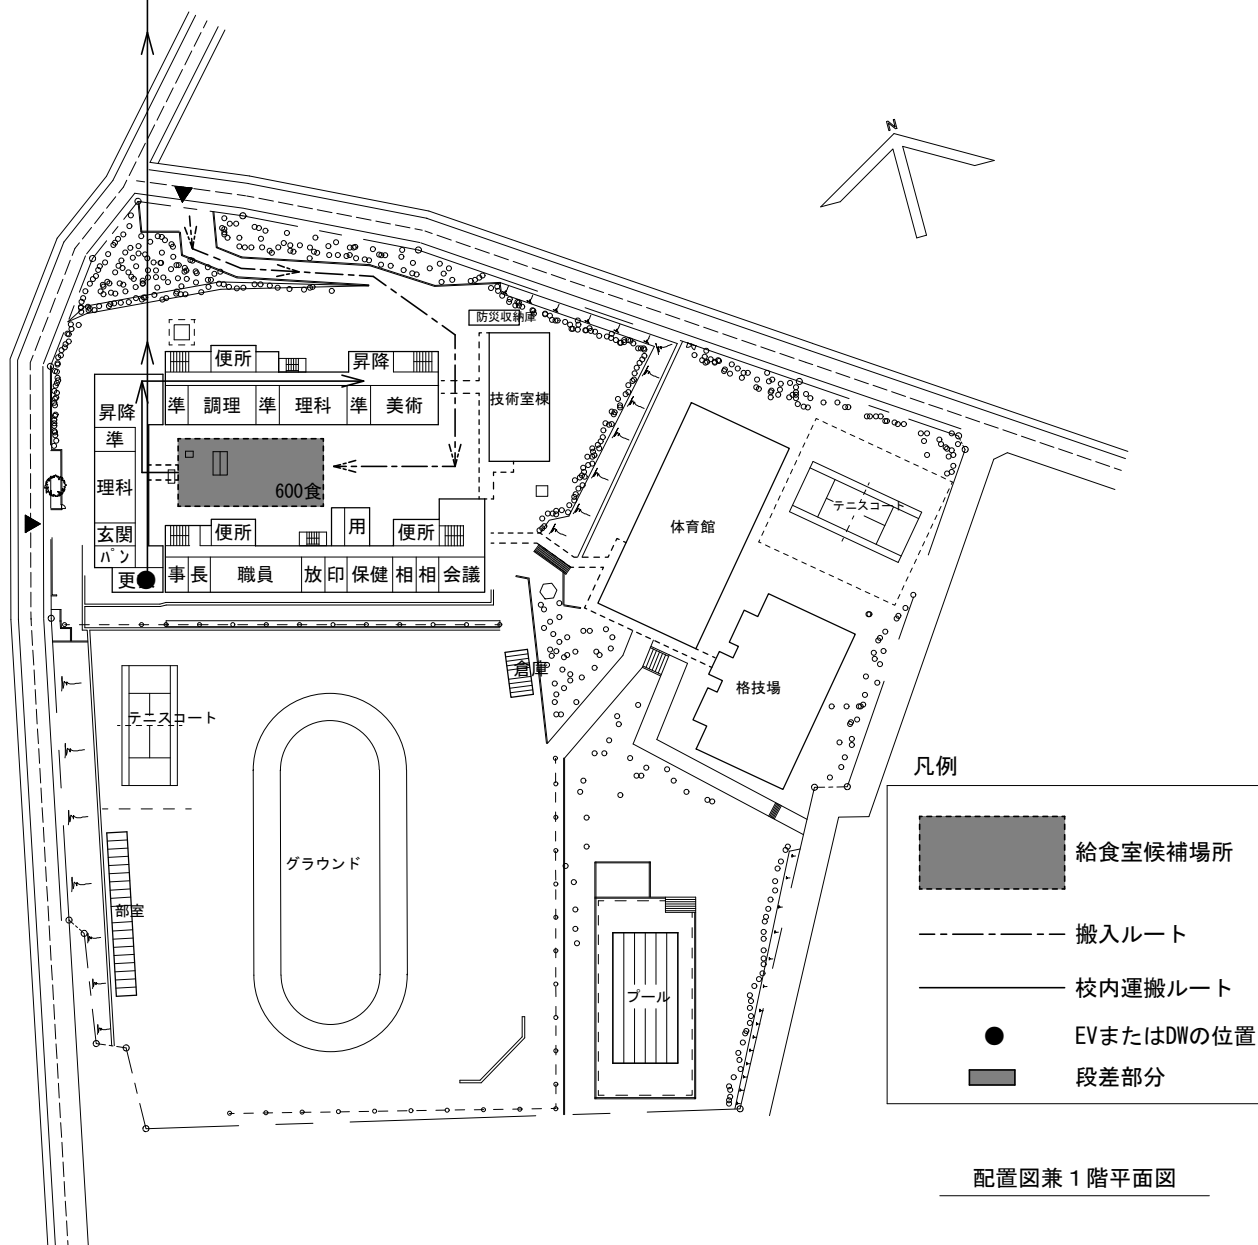 N
防災収納庫
便所
昇降
準
調理
準
理科
準
美術
技術室棟
昇降
準
理科
玄関
パン
更
600食
便所
用
便所
事
長
職員
放
印
保健
相
相
会議
体育館
テニスコート
倉庫
格技場
テニスコート
グラウンド
部室
プール
凡例
給食室候補場所
搬入ルート
校内運搬ルート
EVまたはDWの位置
段差部分
配置図兼1階平面図